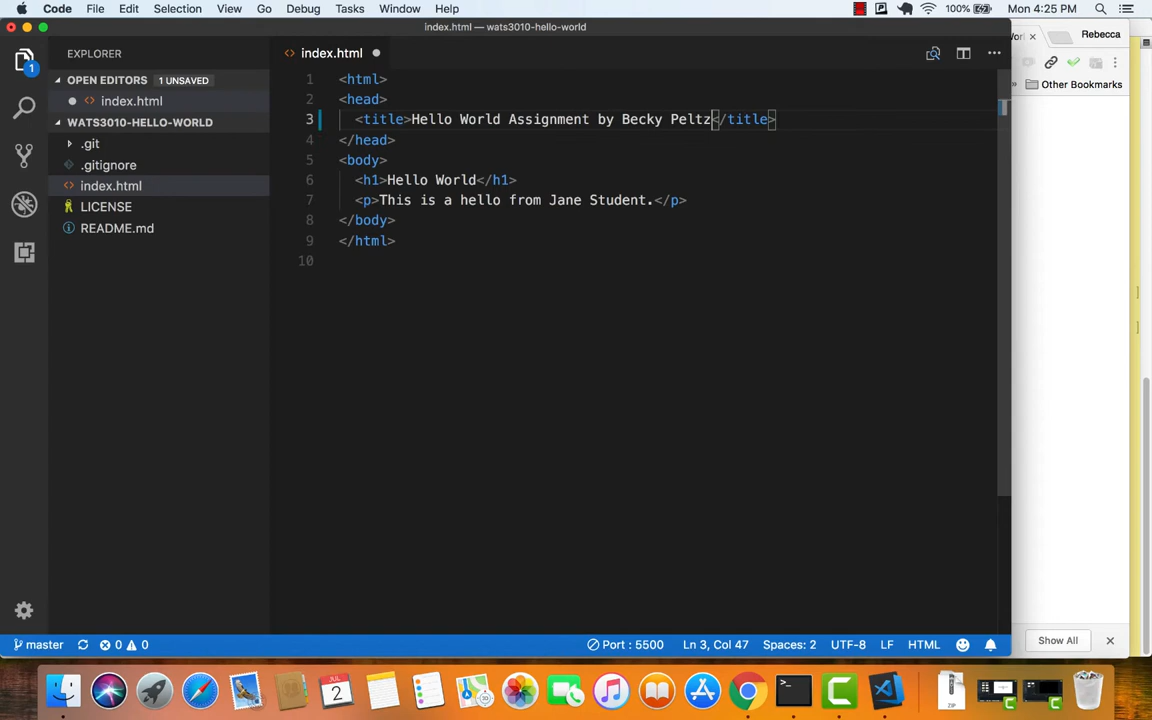 Code File Edit Selection View Go Debug Tasks Window Help 100% Mon 4:25 PM
index.html — wats3010-hello-world
Rebecca
EXPLORER
index.html
OPEN EDITORS 1 UNSAVED
index.html
WATS3010-HELLO-WORLD
.git
.gitignore
index.html
LICENSE
README.md
1
1 <html>
2 <head>
3 <title>Hello World Assignment by Becky Peltz</title>
4 </head>
5 <body>
6 <h1>Hello World</h1>
7 <p>This is a hello from Jane Student.</p>
8 </body>
9 </html>
10
» Other Bookmarks
Show All
master 0 0 Port : 5500 Ln 3, Col 47 Spaces: 2 UTF-8 LF HTML
JUL
2
ZIP